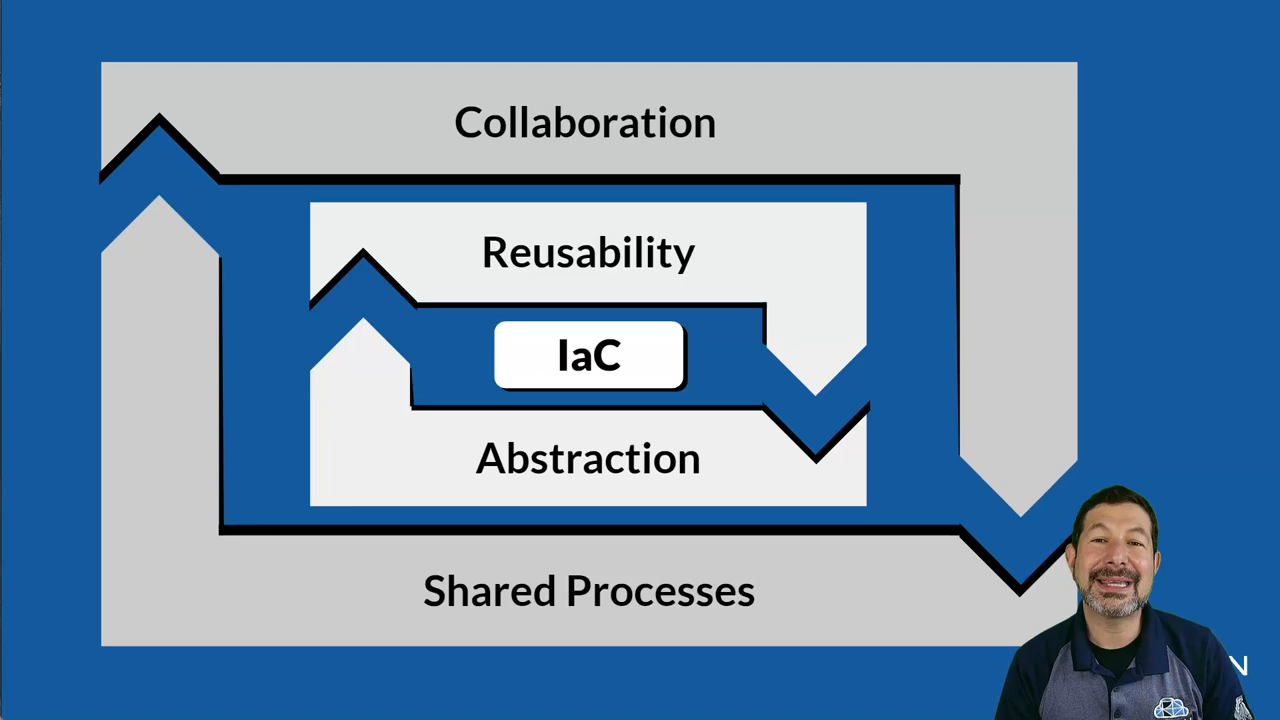 Collaboration
Reusability
IaC
Abstraction
Shared Processes
N